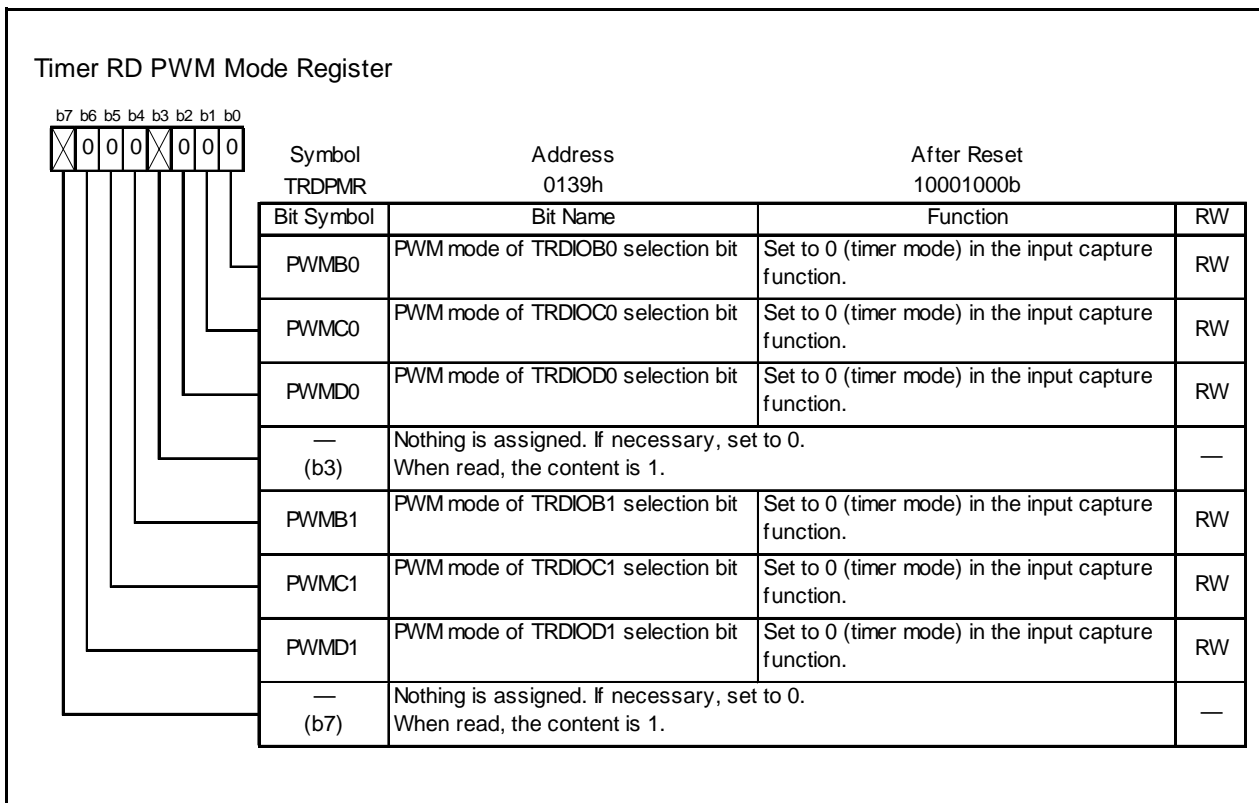 Timer RD PWM Mode Register
b7 b6 b5 b4 b3 b2 b1 b0
0 0 0 0 0 0
Symbol Address After Reset
TRDPMR 0139h 10001000b
Bit Symbol Bit Name Function RW
PWMB0 PWM mode of TRDIOB0 selection bit Set to 0 (timer mode) in the input capture
function. RW
PWMC0 PWM mode of TRDIOC0 selection bit Set to 0 (timer mode) in the input capture
function. RW
PWMD0 PWM mode of TRDIOD0 selection bit Set to 0 (timer mode) in the input capture
function. RW
— Nothing is assigned. If necessary, set to 0.
(b3) When read, the content is 1. —
PWMB1 PWM mode of TRDIOB1 selection bit Set to 0 (timer mode) in the input capture
function. RW
PWMC1 PWM mode of TRDIOC1 selection bit Set to 0 (timer mode) in the input capture
function. RW
PWMD1 PWM mode of TRDIOD1 selection bit Set to 0 (timer mode) in the input capture
function. RW
— Nothing is assigned. If necessary, set to 0.
(b7) When read, the content is 1. —